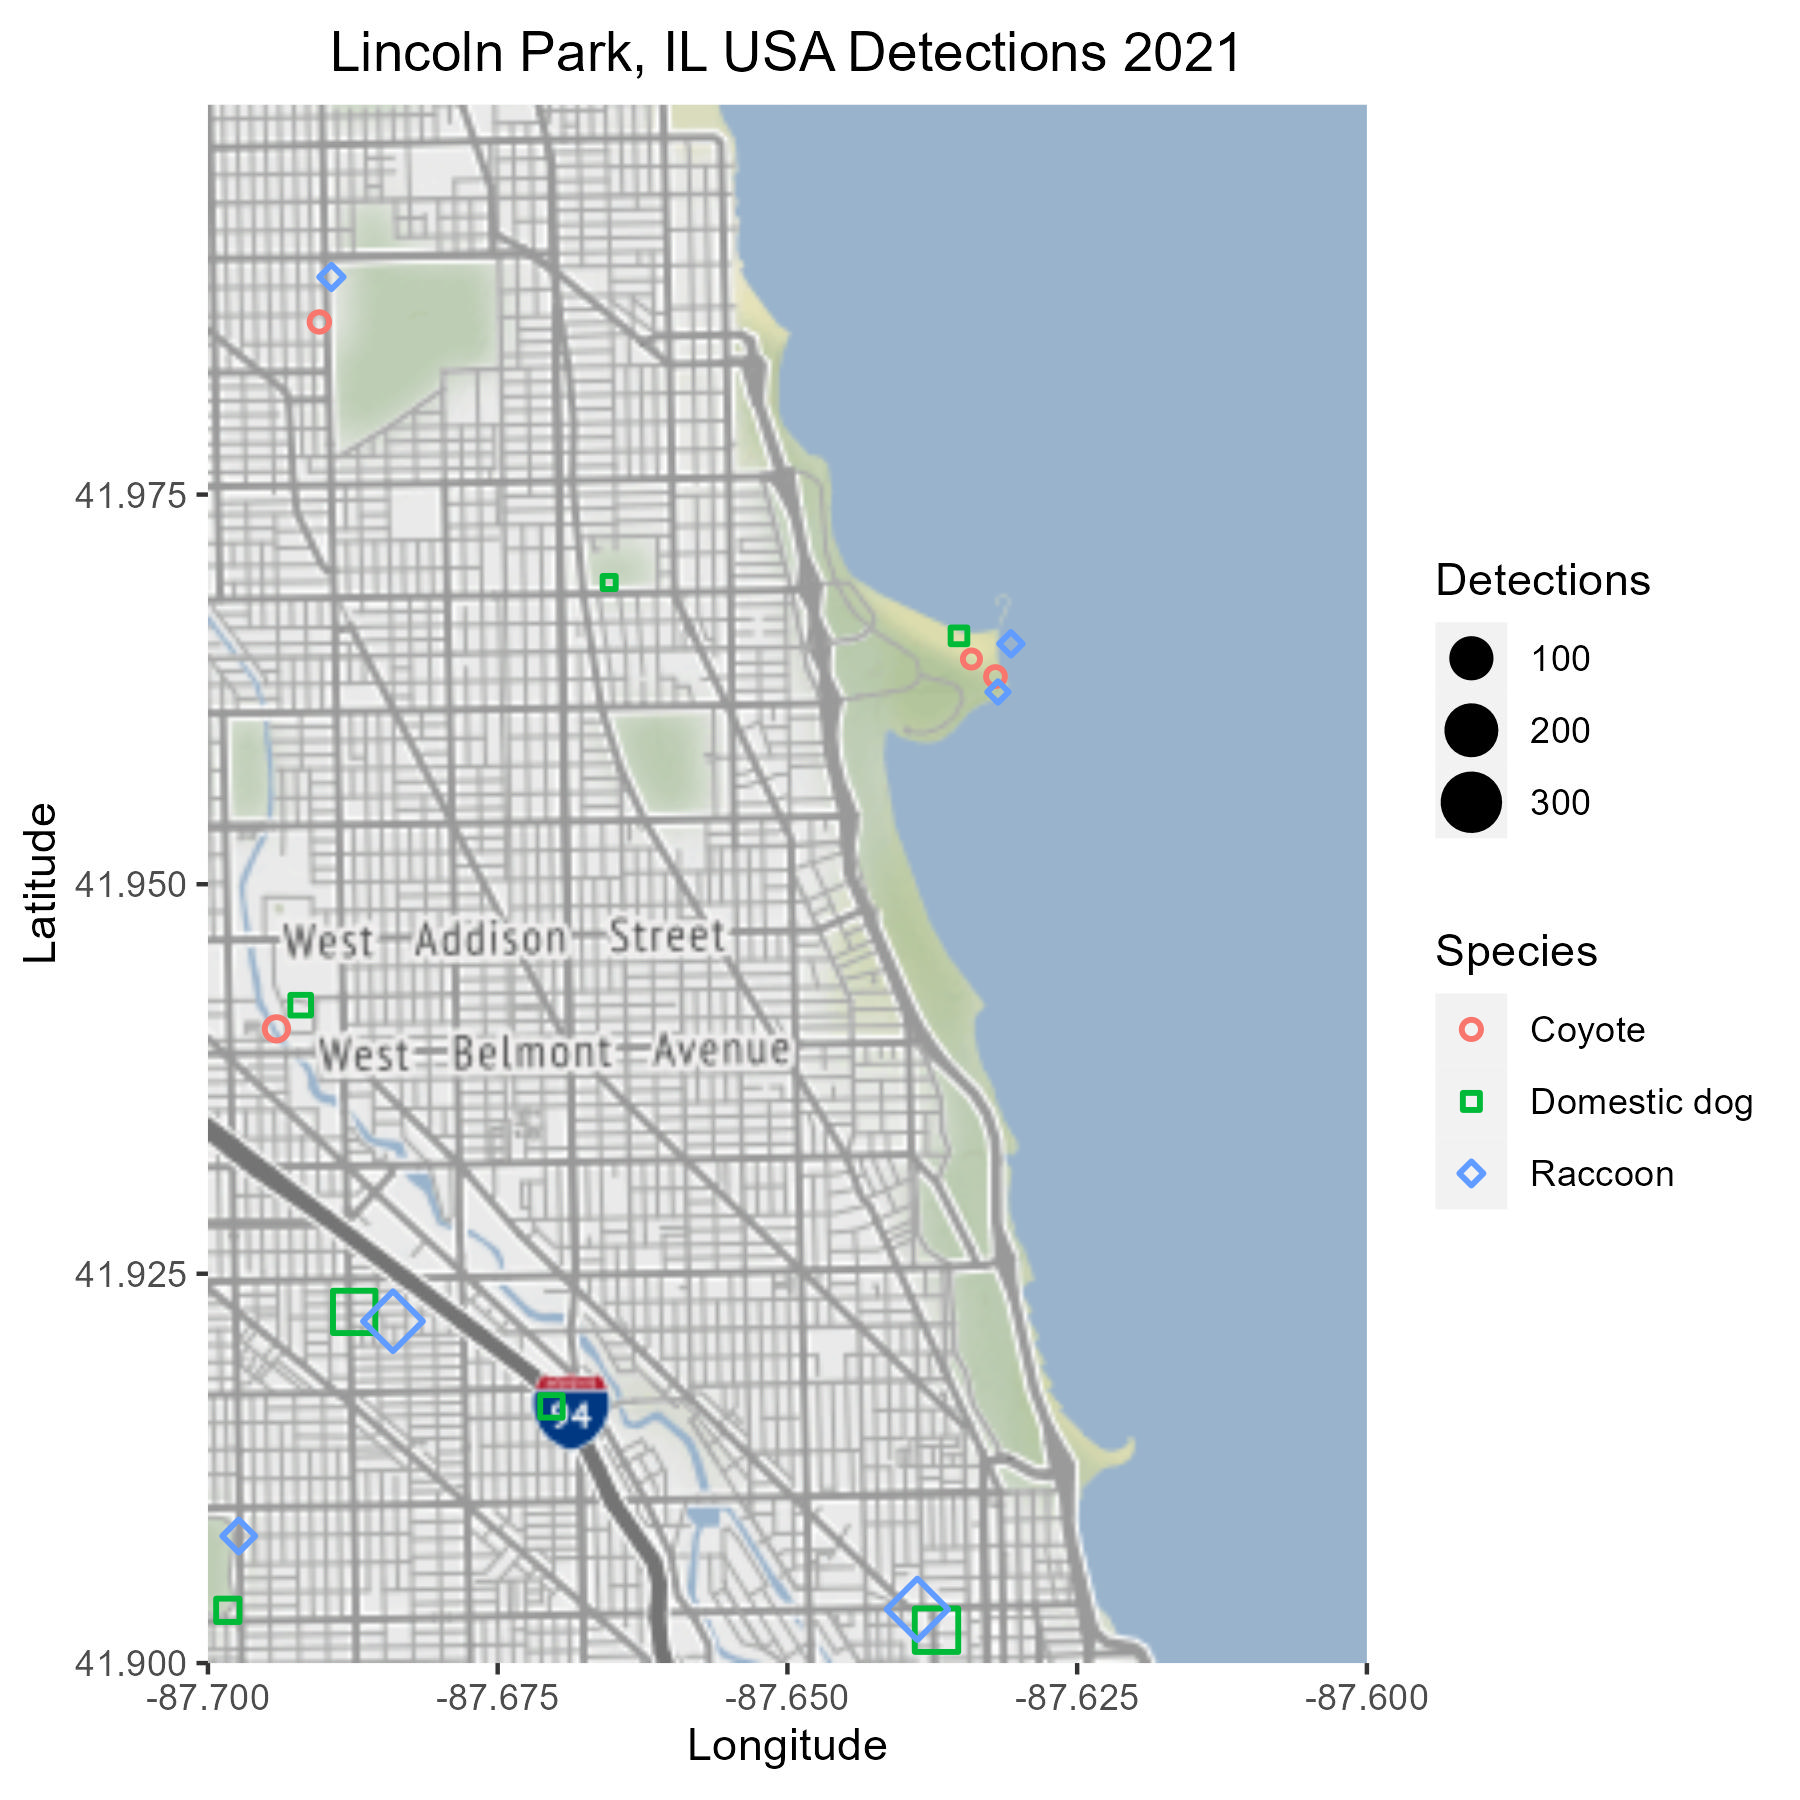 Lincoln Park, IL USA Detections 2021
41.975
41.950
41.925
41.900
-87.700
-87.675
-87.650
-87.625
-87.600
Latitude
Longitude
West Addison Street
West Belmont Avenue
94
Detections
100
200
300
Species
Coyote
Domestic dog
Raccoon